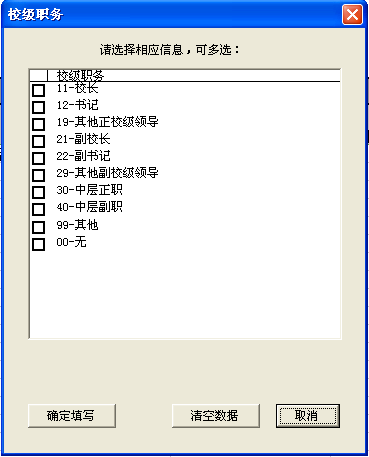 校级职务
请选择相应信息，可多选：
校级职务
11-校长
12-书记
19-其他正校级领导
21-副校长
22-副书记
29-其他副校级领导
30-中层正职
40-中层副职
99-其他
00-无
确定填写 清空数据 取消